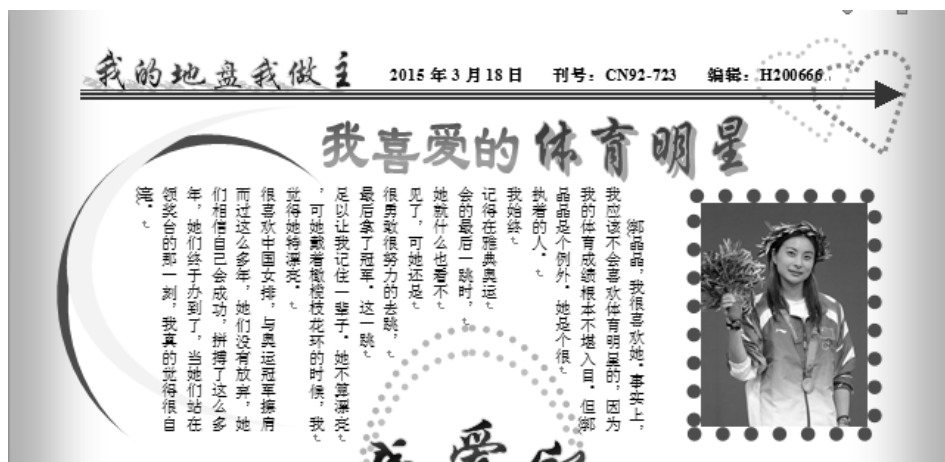 我的地盘我做主
2015 年 3 月 18 日 刊号：CN92-723 编辑：H200666
我喜爱的体育明星
郭晶晶，我很喜欢她。事实上，
我应该不会喜欢体育明星的，因为
我的体育成绩根本不堪入目。但郭
晶晶是个例外。她是个很
执着的人。
我始终
记得在雅典奥运
会的最后一跳时，
她就什么也看不
见了，可她还是
很勇敢很努力的去跳，
最后拿了冠军。这一跳
足以让我记住一辈子。她不算漂亮
，可她戴着橄榄枝花环的时候，我
觉得她特漂亮。
很喜欢中国女排，与奥运冠军擦肩
而过这么多年，她们没有放弃，她
们相信自己会成功，拼搏了这么多
年，她们终于办到了，当她们站在
领奖台的那一刻，我真的觉得很自
毫。
爱